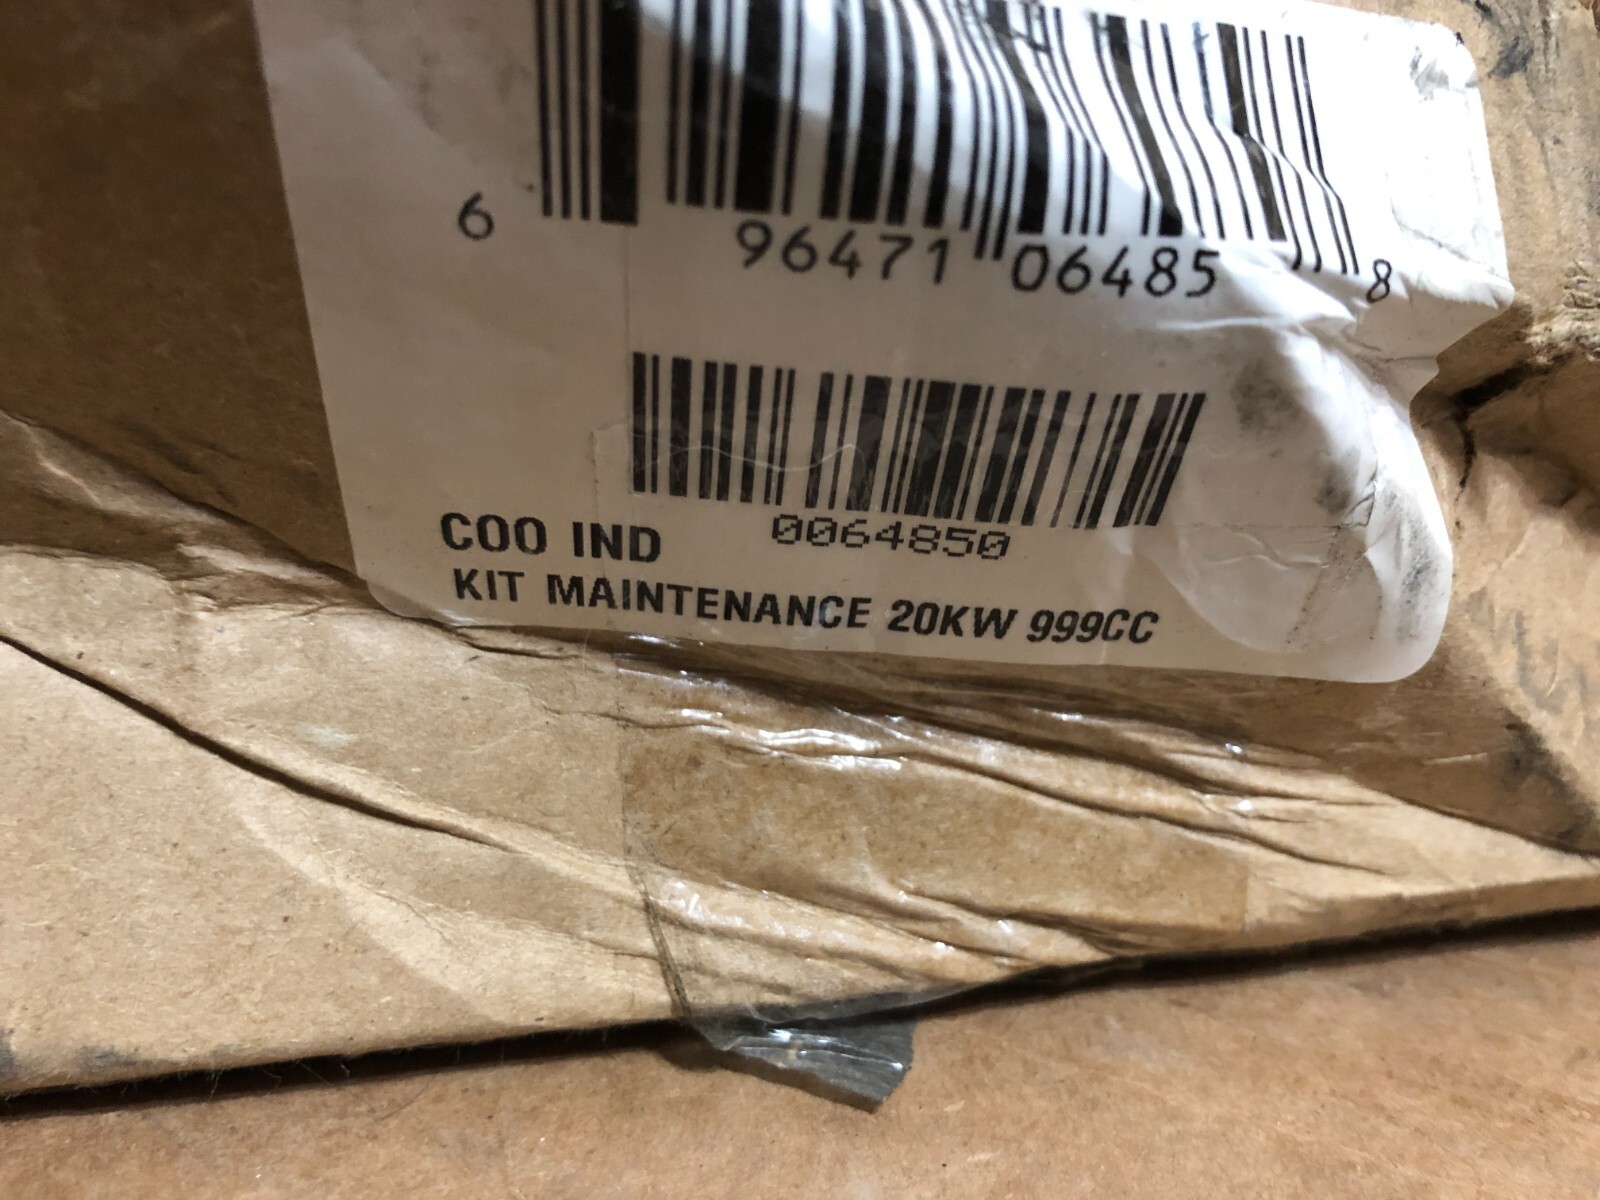 6 96471 06485 8
0064850
COO IND
KIT MAINTENANCE 20KW 999CC